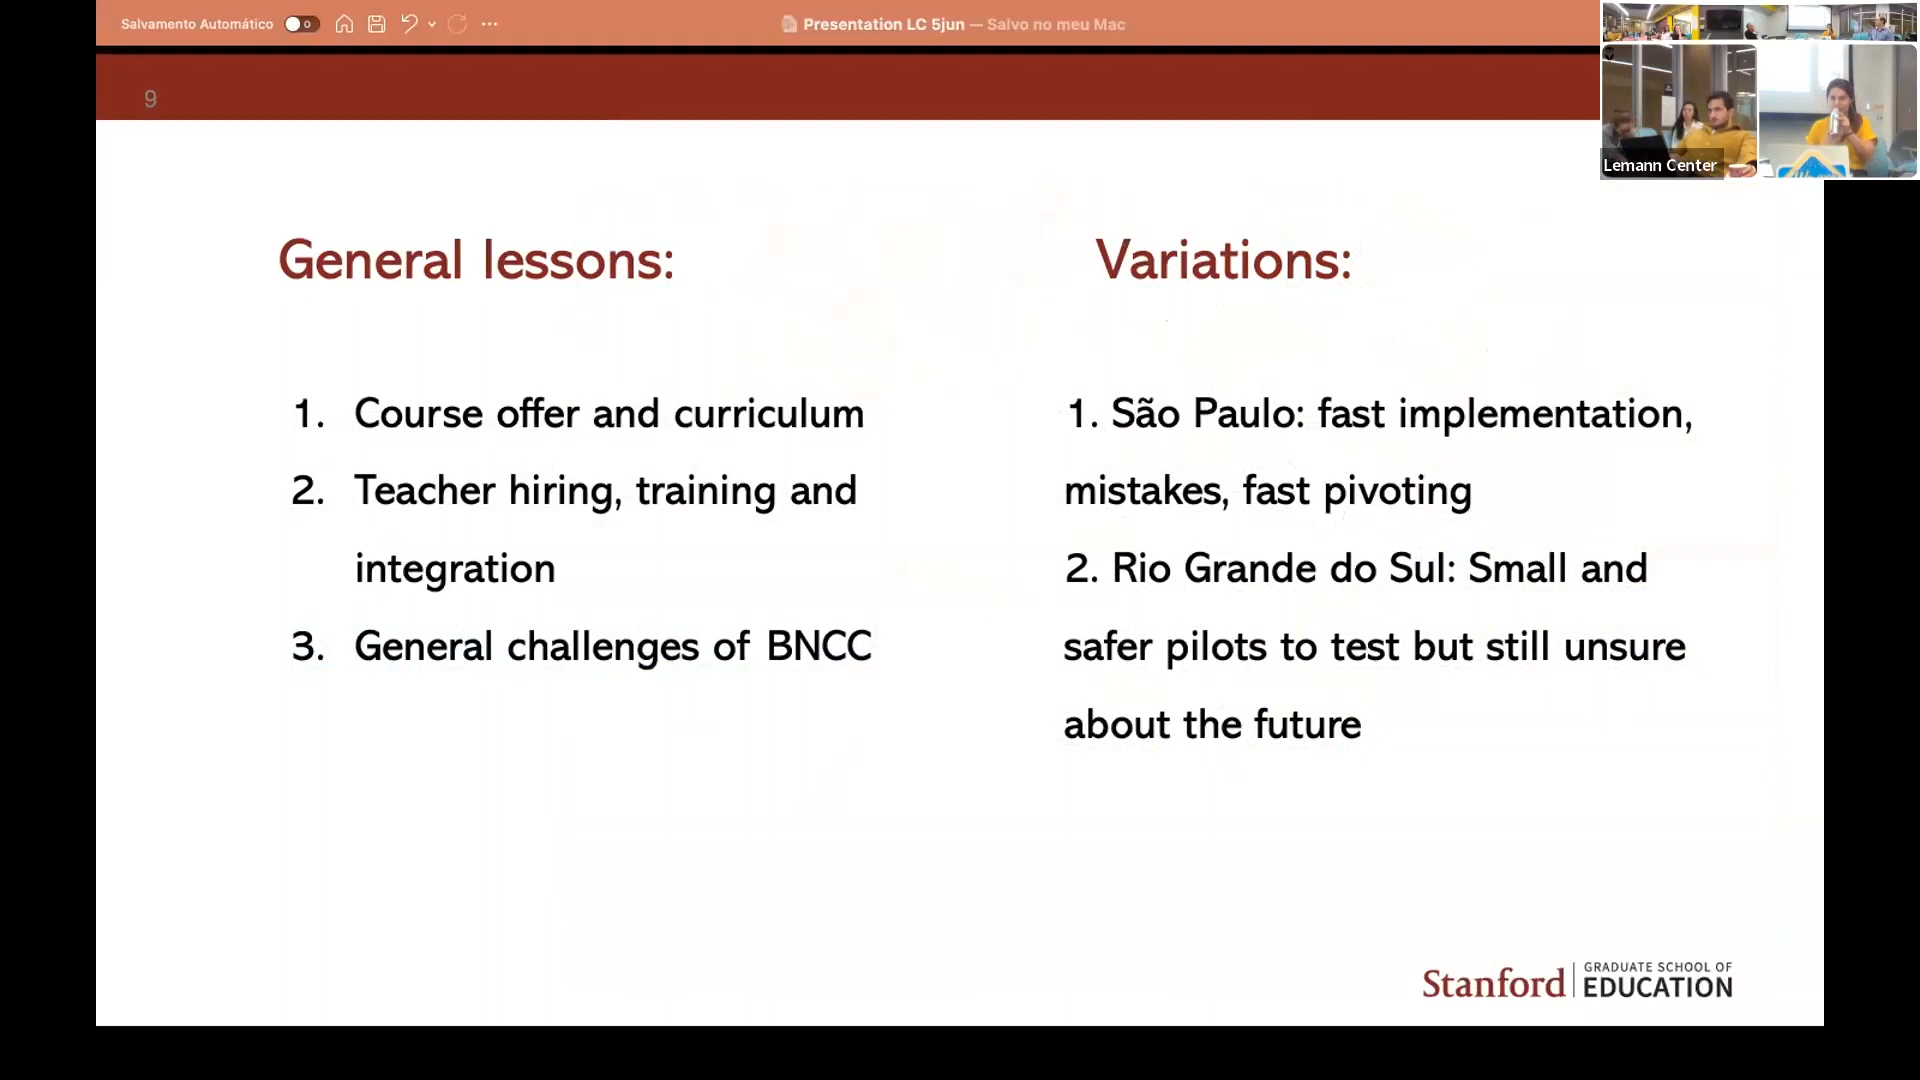 Salvamento Automático
Presentation LC 5jun — Salvo no meu Mac
9
Lemann Center
General lessons:
1. Course offer and curriculum
2. Teacher hiring, training and
integration
3. General challenges of BNCC
Variations:
1. São Paulo: fast implementation,
mistakes, fast pivoting
2. Rio Grande do Sul: Small and
safer pilots to test but still unsure
about the future
Stanford
GRADUATE SCHOOL OF
EDUCATION